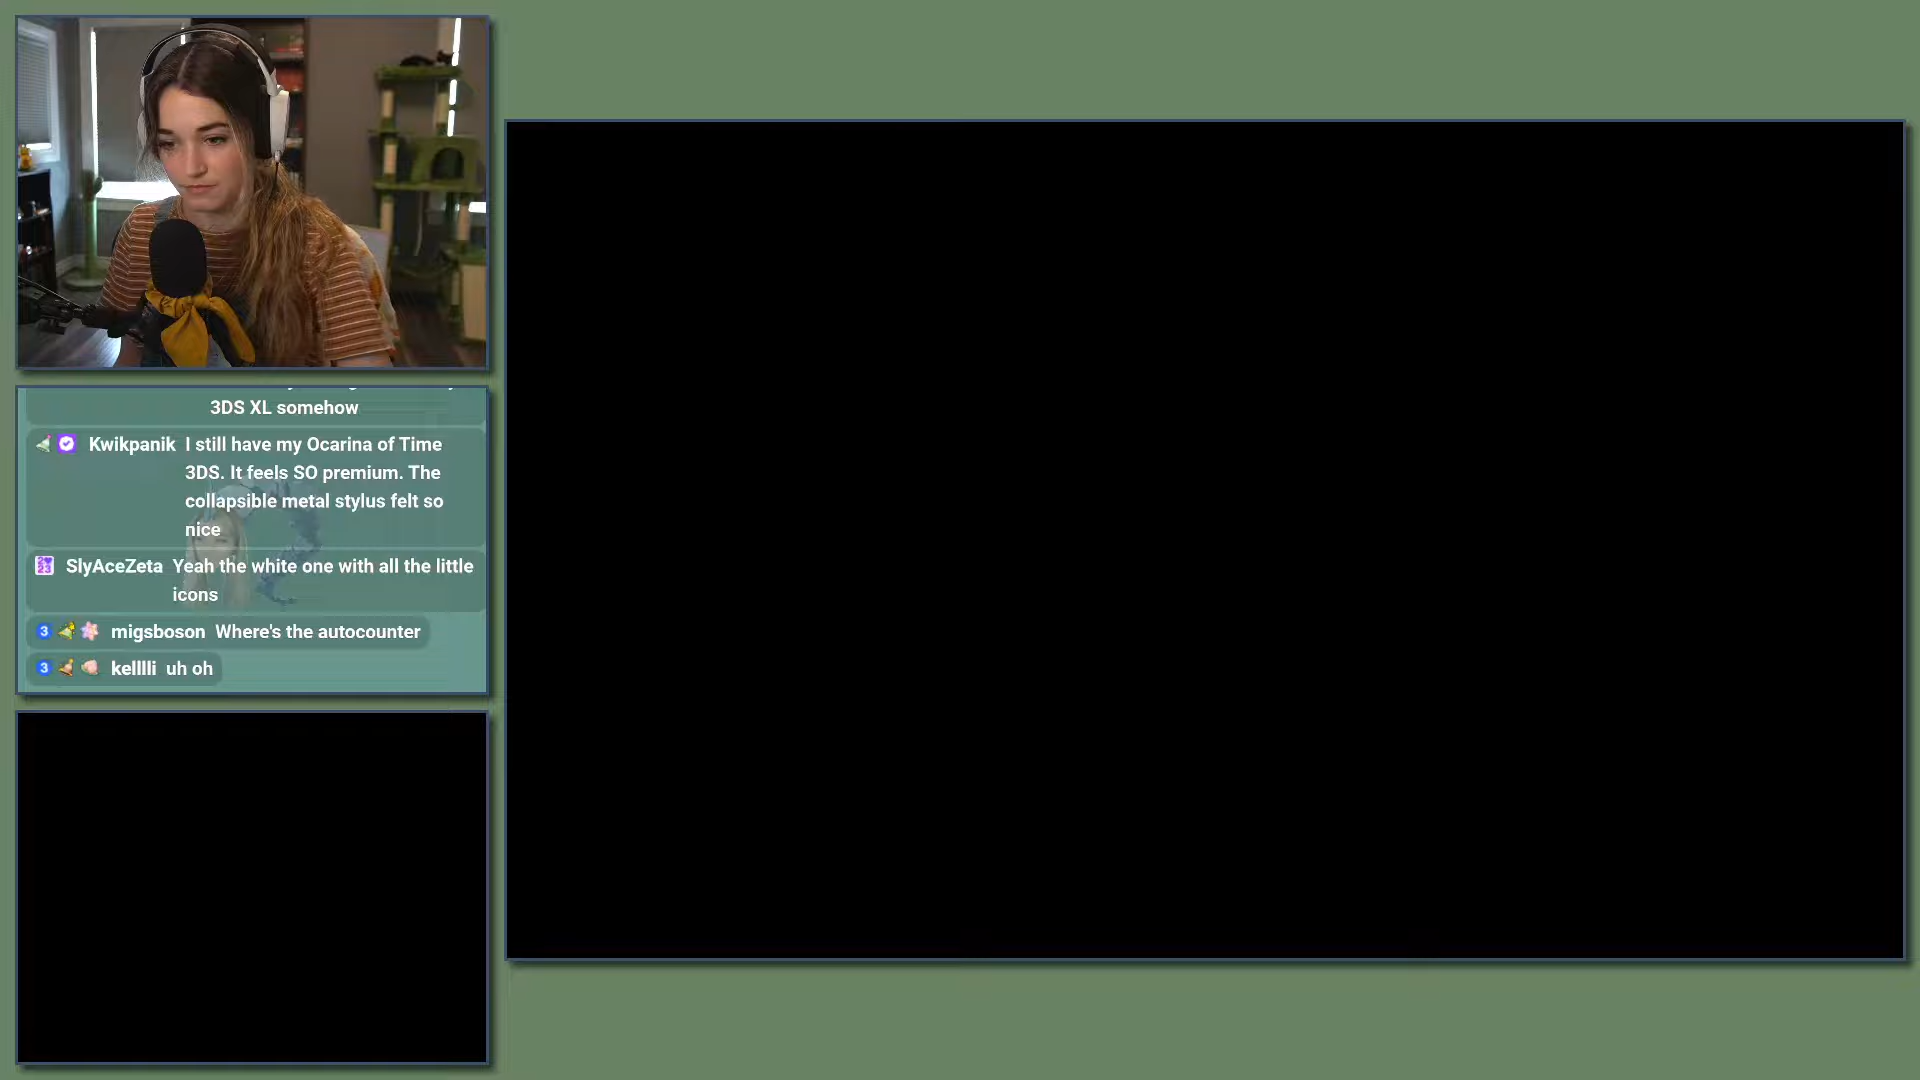 3DS XL somehow
Kwikpanik I still have my Ocarina of Time
3DS. It feels SO premium. The
collapsible metal stylus felt so
nice
SlyAceZeta Yeah the white one with all the little
icons
3 migsboson Where's the autocounter
3 kelllli uh oh